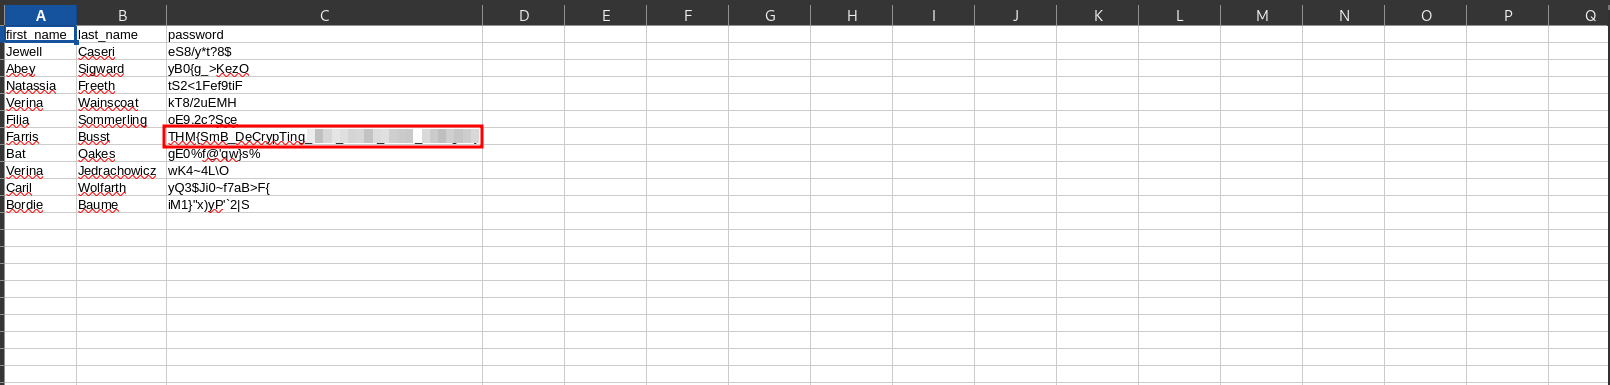 A B C D E F G H I J K L M N O P Q
first_name last_name password
Jewell Caseri eS8/y*t?8$
Abey Sigward yB0{g_>KezQ
Natassia Freeth tS2<1Fef9tiF
Verina Wainscoat kT8/2uEMH
Filia Sommerling oE9.2c?Sce
Farris Busst THM{SmB_DeCrypTing_
Bat Oakes gE0%f@'qw}s%
Verina Jedrachowicz wK4~4L\O
Caril Wolfarth yQ3$Ji0~f7aB>F{
Bordie Baume iM1}"x)yP'`2|S